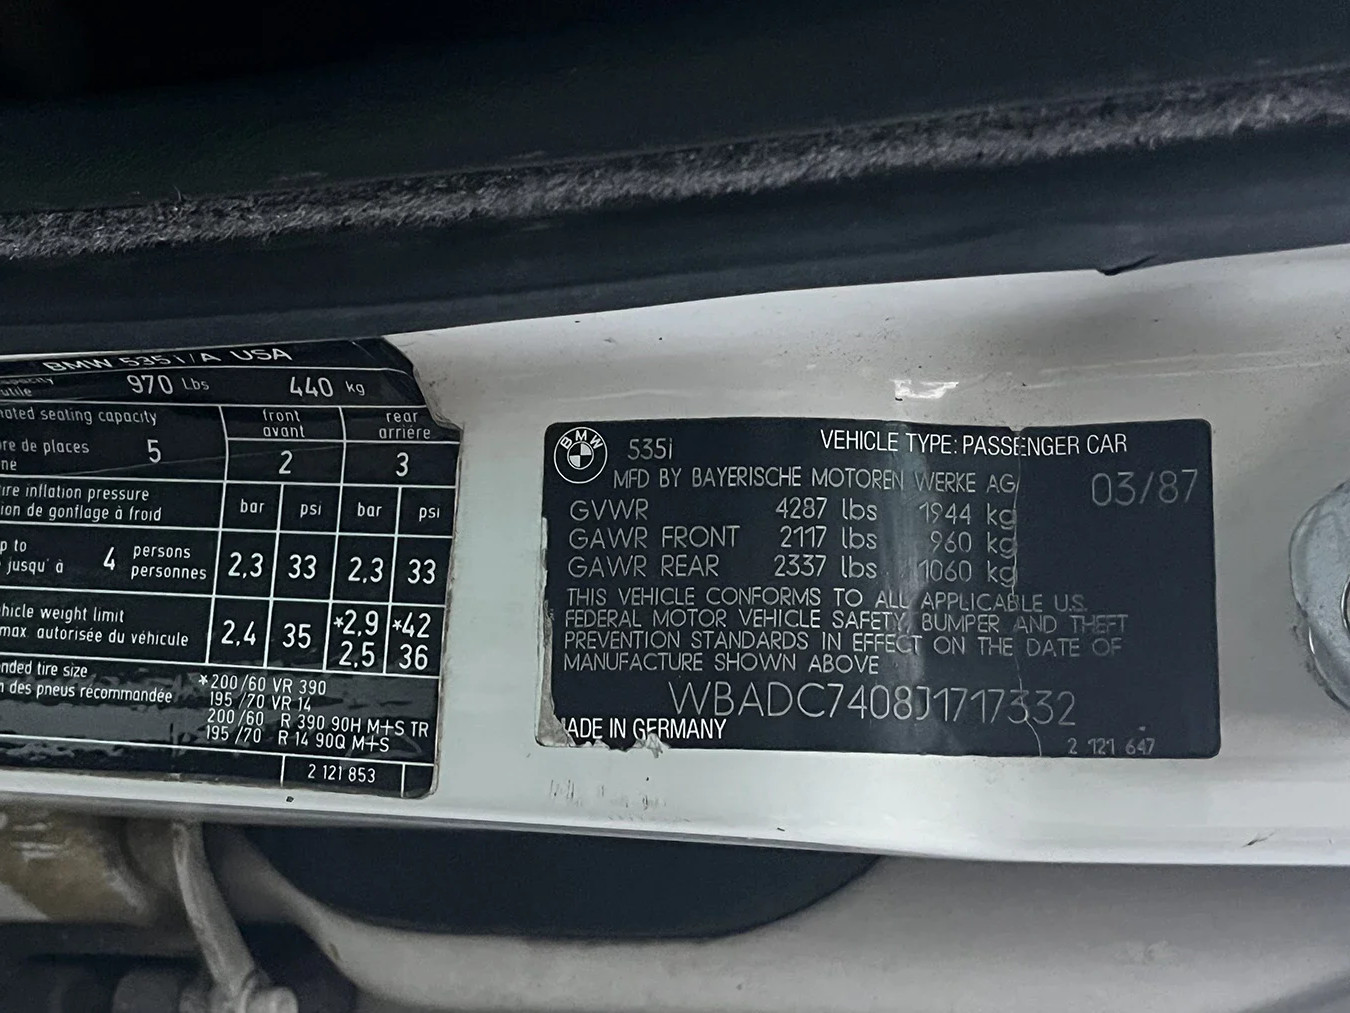 BMW 535 i/A USA
capacity
utile
970 Lbs 440 kg
seating capacity
front rear
avant arriére
re de places 5 2 3
ne
ire inflation pressure
ion de gonflage à froid
bar psi bar psi
p to
jusqu' à
4 persons
personnes
2,3 33 2,3 33
hicle weight limit
max. autorisée du véhicule
2,4 35 *2,9 *42
2,5 36
nded tire size
n des pneus récommandée
*200/60 VR 390
195/70 VR 14
200/60 R 390 90H M+S TR
195/70 R 14 90Q M+S
2 121 853
BMW
535i VEHICLE TYPE: PASSENGER CAR
MFD BY BAYERISCHE MOTOREN WERKE AG 03/87
GVWR 4287 lbs 1944 kg
GAWR FRONT 2117 lbs 960 kg
GAWR REAR 2337 lbs 1060 kg
THIS VEHICLE CONFORMS TO ALL APPLICABLE U.S.
FEDERAL MOTOR VEHICLE SAFETY, BUMPER AND THEFT
PREVENTION STANDARDS IN EFFECT ON THE DATE OF
MANUFACTURE SHOWN ABOVE
WBADC7408J1717332
MADE IN GERMANY
2 121 647